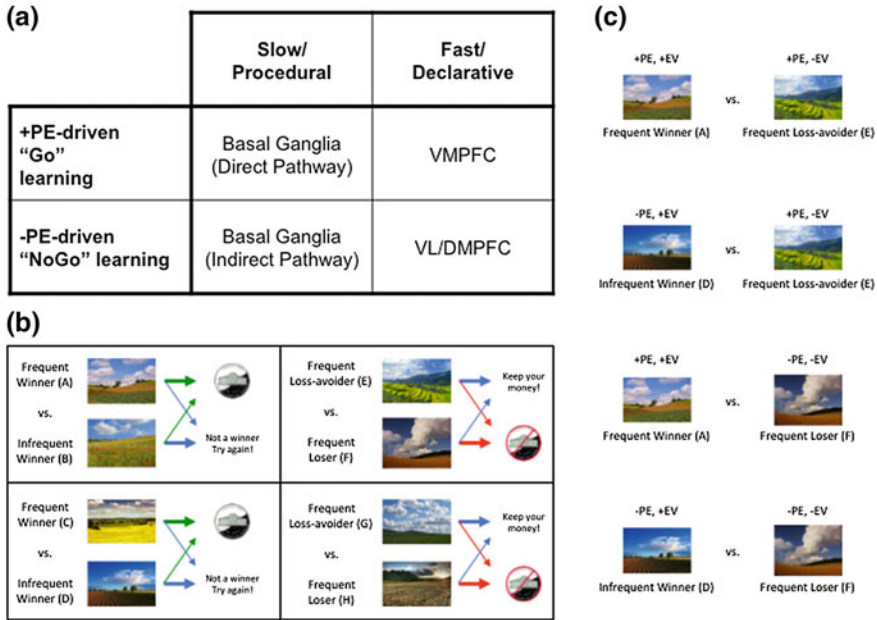 (a)
Slow/
Procedural
Fast/
Declarative
+PE-driven
“Go”
learning
Basal Ganglia
(Direct Pathway)
VMPFC
-PE-driven
“NoGo” learning
Basal Ganglia
(Indirect Pathway)
VL/DMPFC
(b)
Frequent
Winner (A)
vs.
Infrequent
Winner (B)
Not a winner
Try again!
Frequent
Loss-avoider (E)
vs.
Frequent
Loser (F)
Keep your
money!
Frequent
Winner (C)
vs.
Infrequent
Winner (D)
Not a winner
Try again!
Frequent
Loss-avoider (G)
vs.
Frequent
Loser (H)
Keep your
money!
(c)
+PE, +EV
+PE, -EV
vs.
Frequent Winner (A)
Frequent Loss-avoider (E)
-PE, +EV
+PE, -EV
vs.
Infrequent Winner (D)
Frequent Loss-avoider (E)
+PE, +EV
-PE, -EV
vs.
Frequent Winner (A)
Frequent Loser (F)
-PE, +EV
-PE, -EV
vs.
Infrequent Winner (D)
Frequent Loser (F)